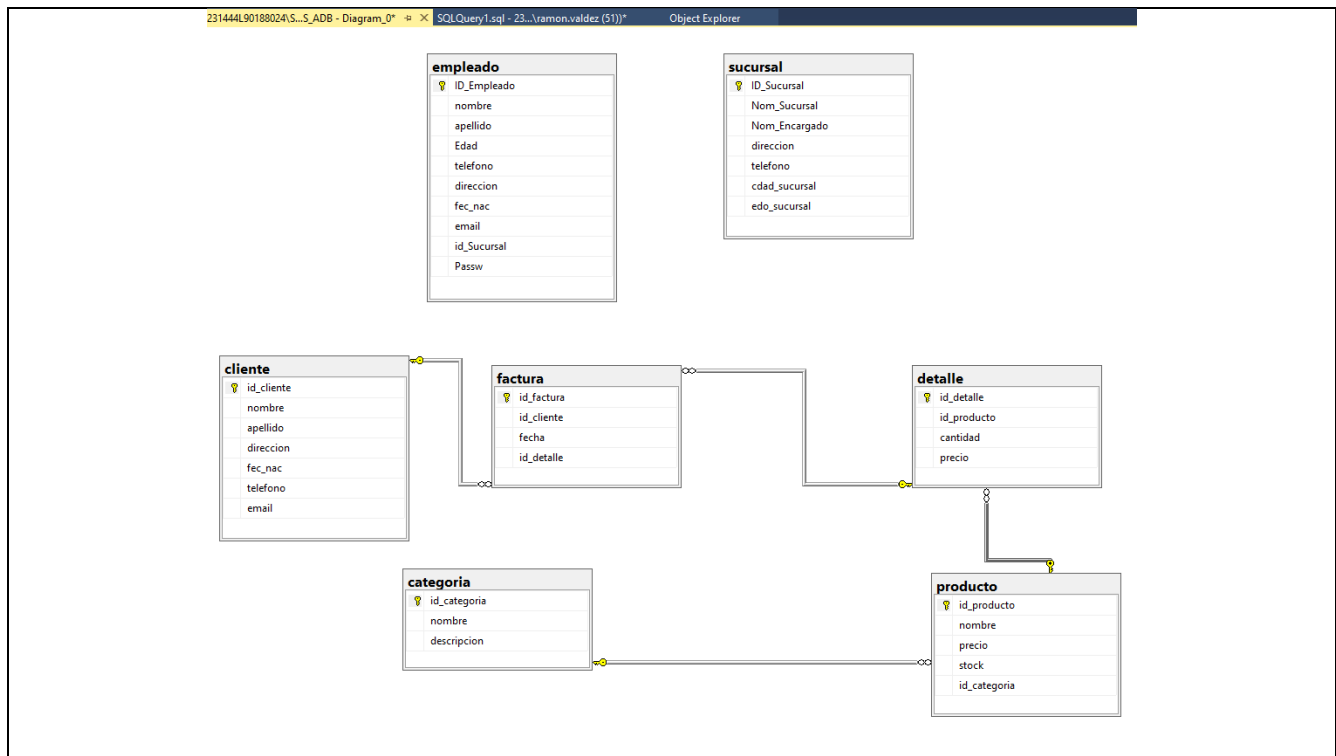 231444L90188024\S...S_ADB - Diagram_0*
SQLQuery1.sql - 23...\ramon.valdez (51))*
Object Explorer
empleado
ID_Empleado
nombre
apellido
Edad
telefono
direccion
fec_nac
email
id_Sucursal
Passw
sucursal
ID_Sucursal
Nom_Sucursal
Nom_Encargado
direccion
telefono
cdad_sucursal
edo_sucursal
cliente
id_cliente
nombre
apellido
direccion
fec_nac
telefono
email
factura
id_factura
id_cliente
fecha
id_detalle
detalle
id_detalle
id_producto
cantidad
precio
categoria
id_categoria
nombre
descripcion
producto
id_producto
nombre
precio
stock
id_categoria